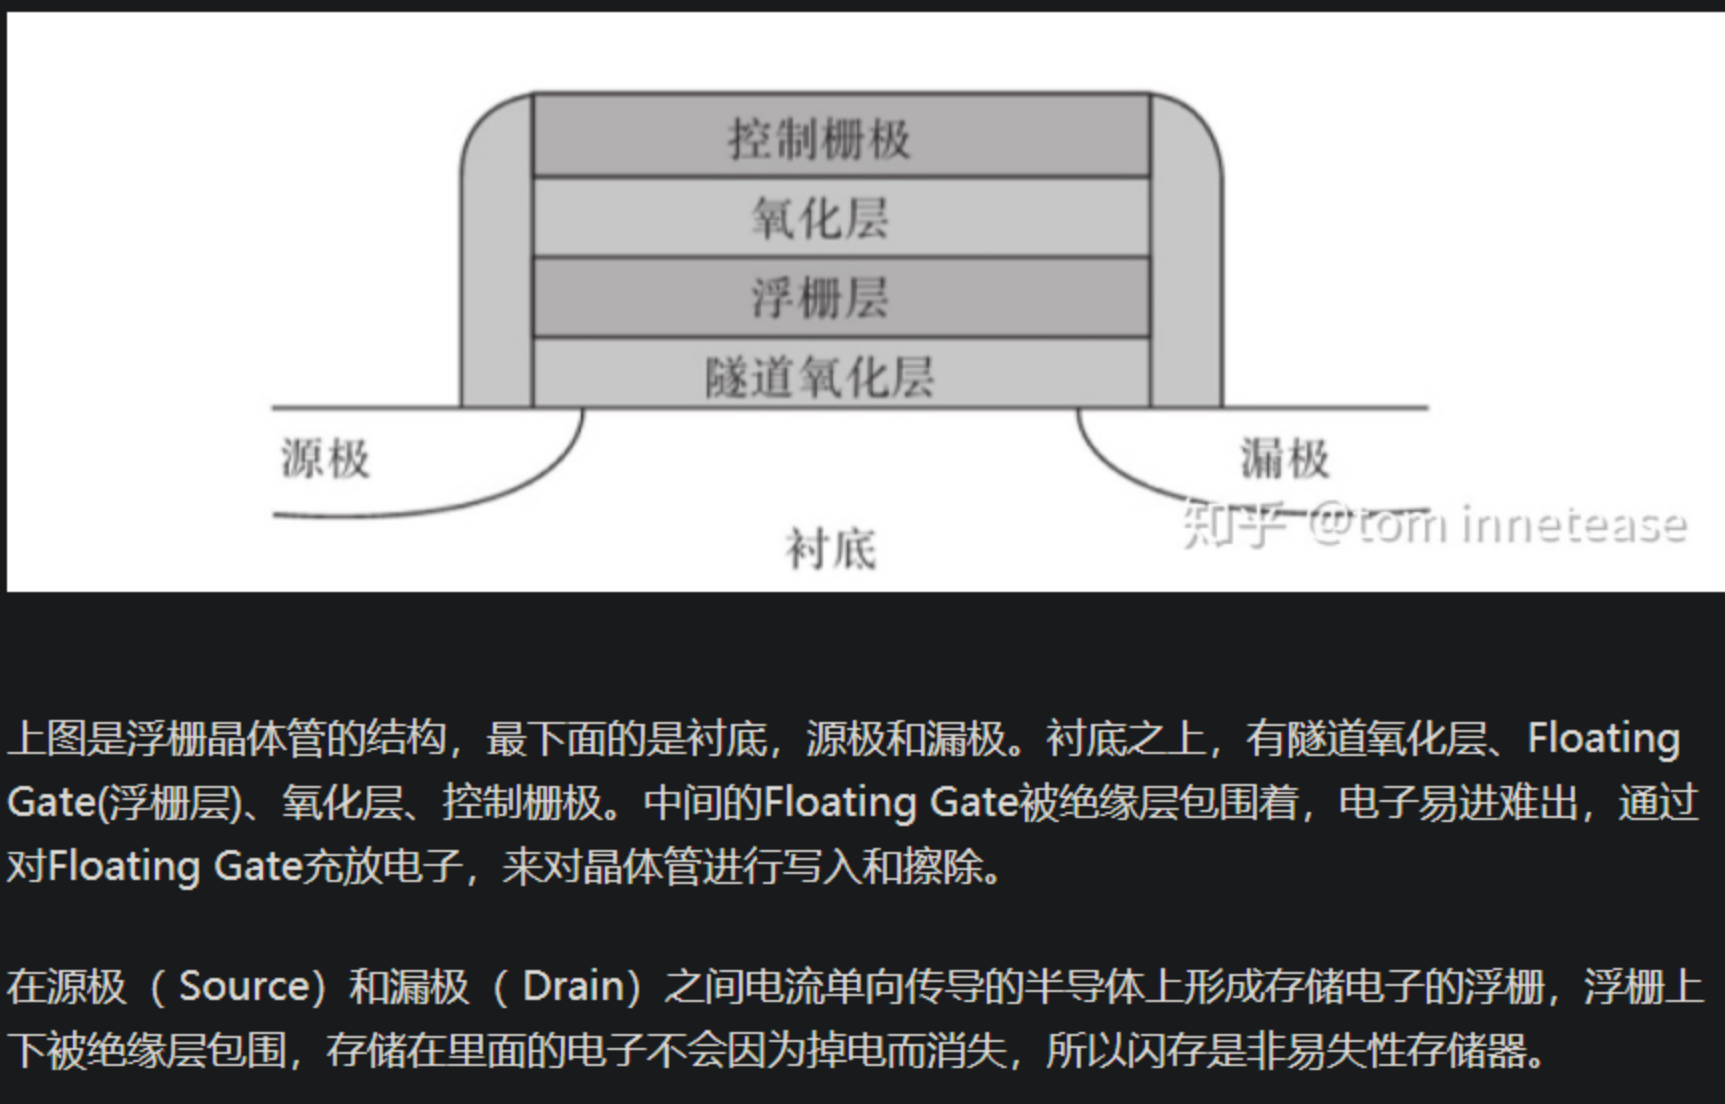 控制栅极
氧化层
浮栅层
隧道氧化层
源极
漏极
知乎 @tom innetease
衬底
上图是浮栅晶体管的结构，最下面的是衬底，源极和漏极。衬底之上，有隧道氧化层、Floating
Gate(浮栅层)、氧化层、控制栅极。中间的Floating Gate被绝缘层包围着，电子易进难出，通过
对Floating Gate充放电子，来对晶体管进行写入和擦除。
在源极（ Source）和漏极（ Drain）之间电流单向传导的半导体上形成存储电子的浮栅，浮栅上
下被绝缘层包围，存储在里面的电子不会因为掉电而消失，所以闪存是非易失性存储器。